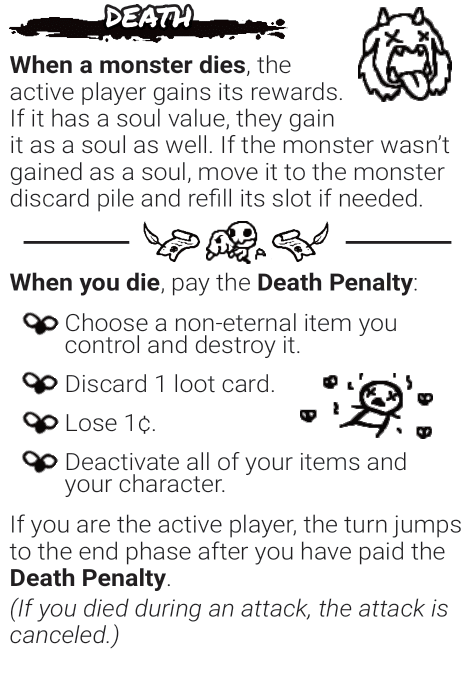 DEATH
When a monster dies, the
active player gains its rewards.
If it has a soul value, they gain
it as a soul as well. If the monster wasn't
gained as a soul, move it to the monster
discard pile and refill its slot if needed.
When you die, pay the Death Penalty:
Choose a non-eternal item you
control and destroy it.
Discard 1 loot card.
Lose 1¢.
Deactivate all of your items and
your character.
If you are the active player, the turn jumps
to the end phase after you have paid the
Death Penalty.
(If you died during an attack, the attack is
canceled.)